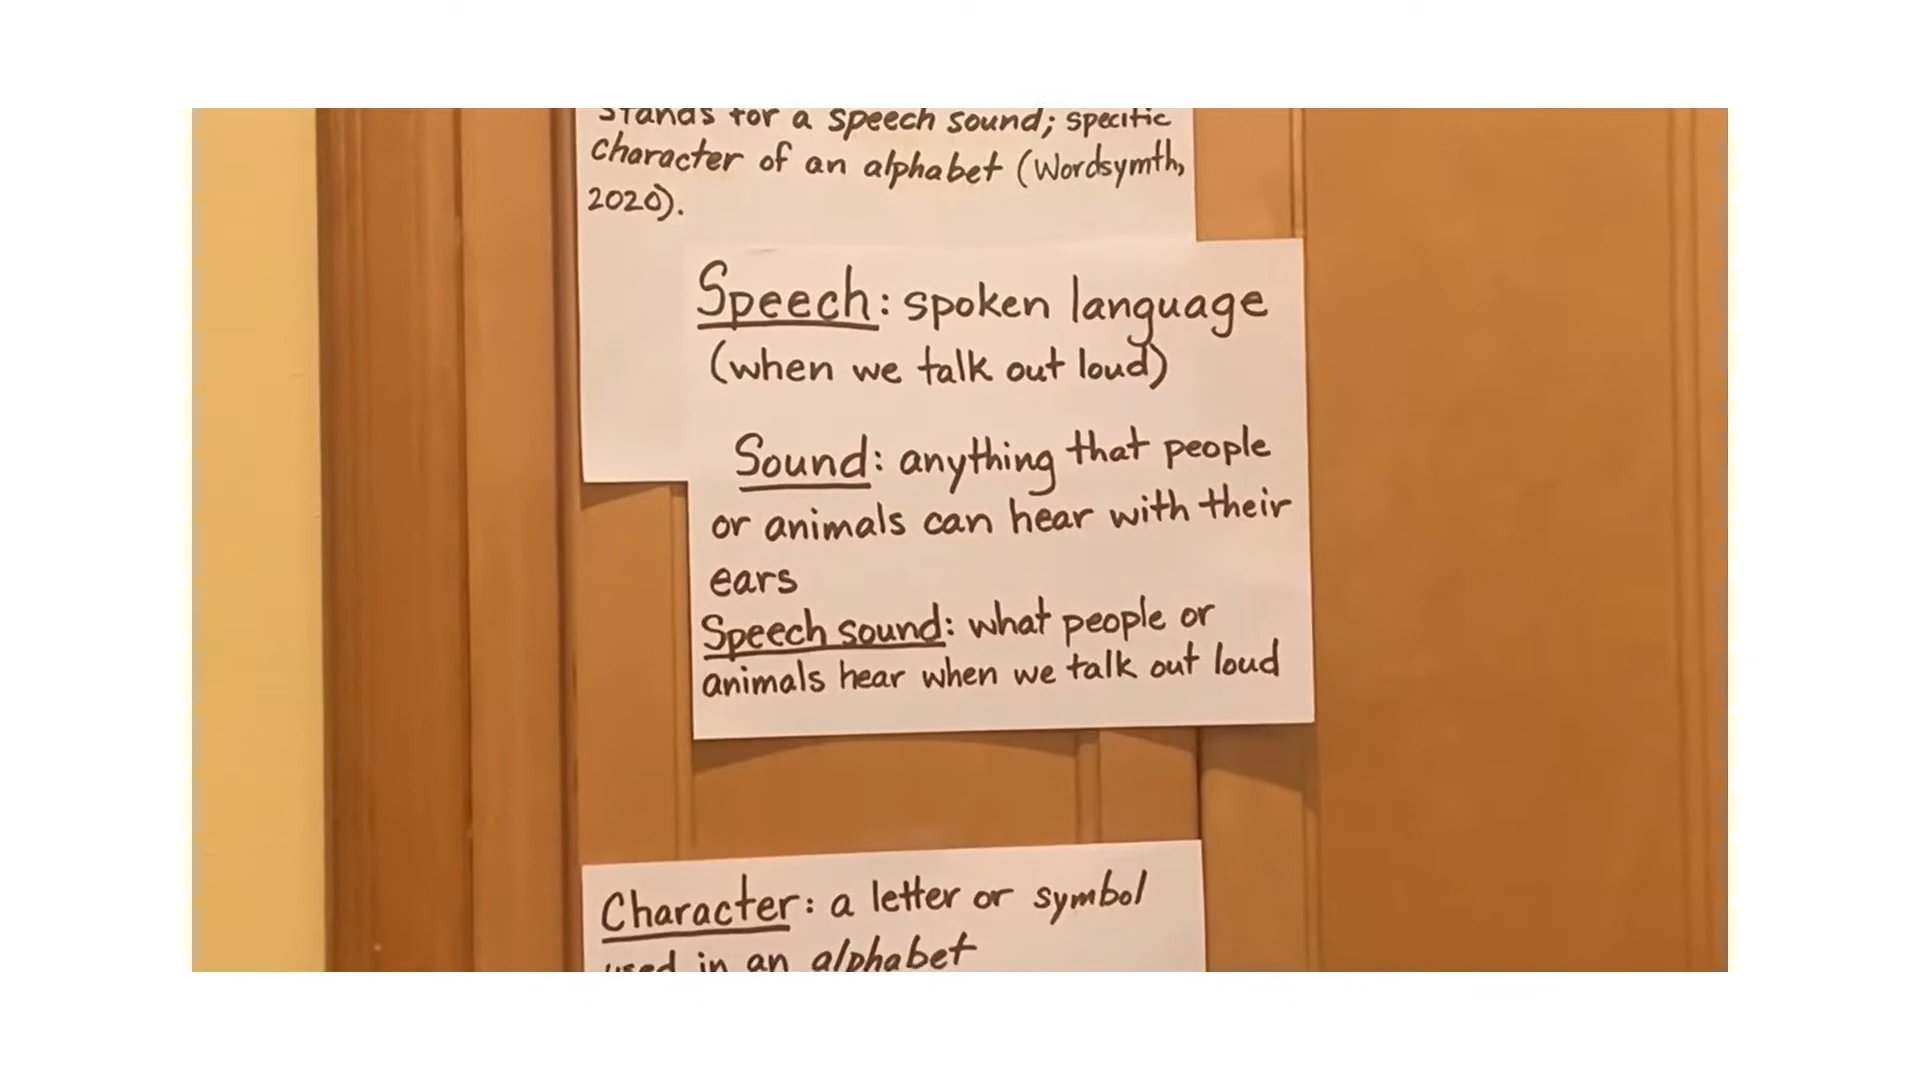 stands for a speech sound; specific
character of an alphabet (Wordsymth,
2020).
Speech: spoken language
(when we talk out loud)
Sound: anything that people
or animals can hear with their
ears
Speech sound: what people or
animals hear when we talk out loud
Character: a letter or symbol
used in an alphabet